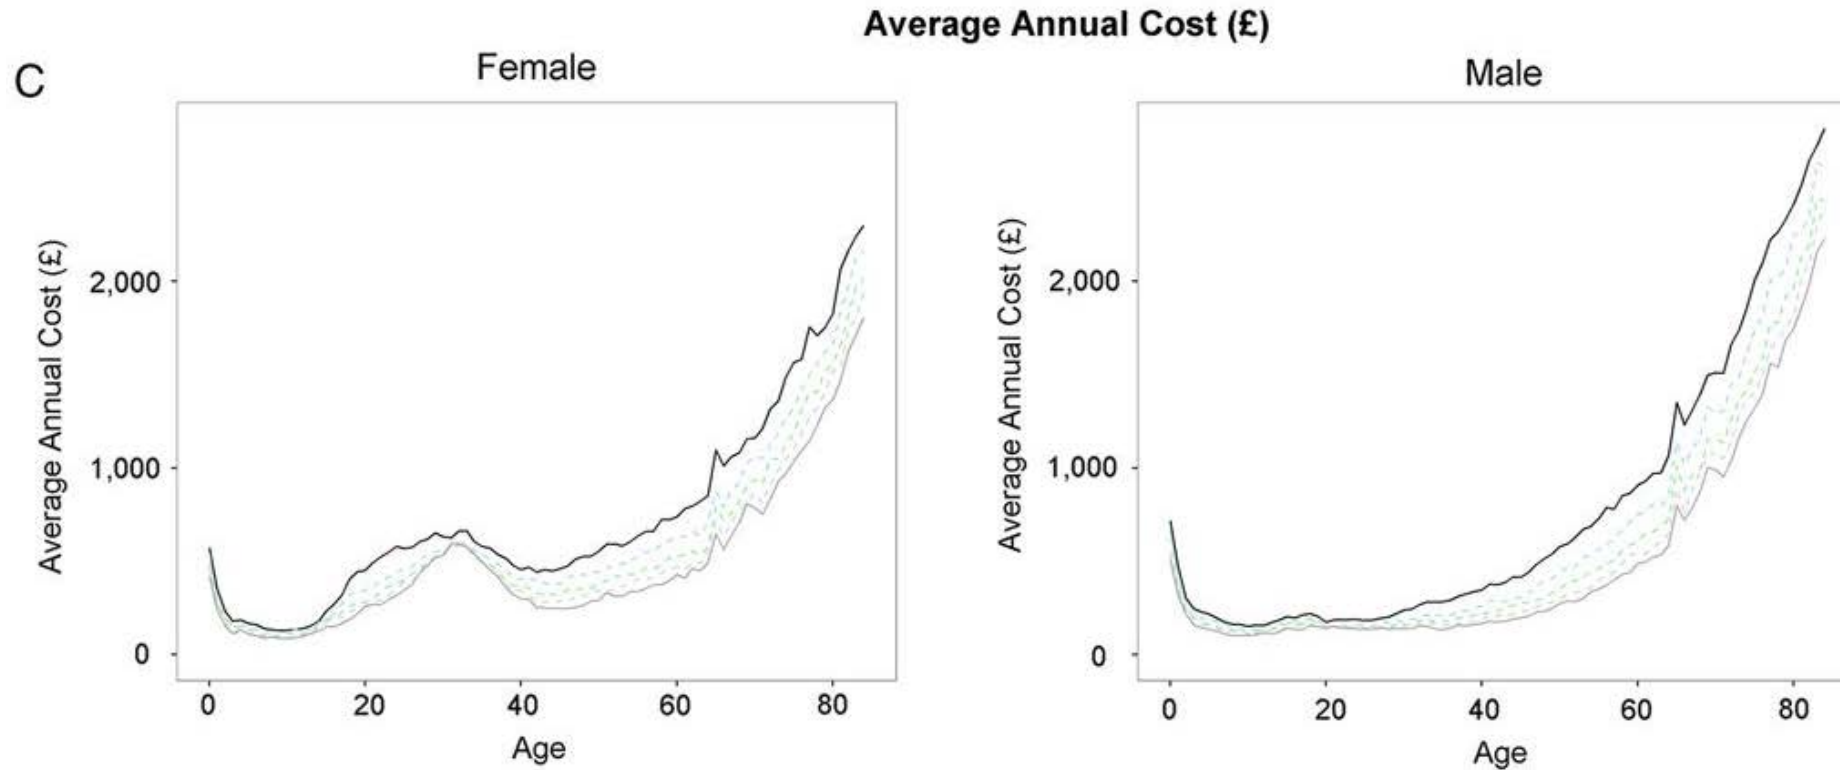 Average Annual Cost (£)
C
Female
Male
Average Annual Cost (£)
2,000
1,000
0
0 20 40 60 80
Age
Average Annual Cost (£)
2,000
1,000
0
0 20 40 60 80
Age